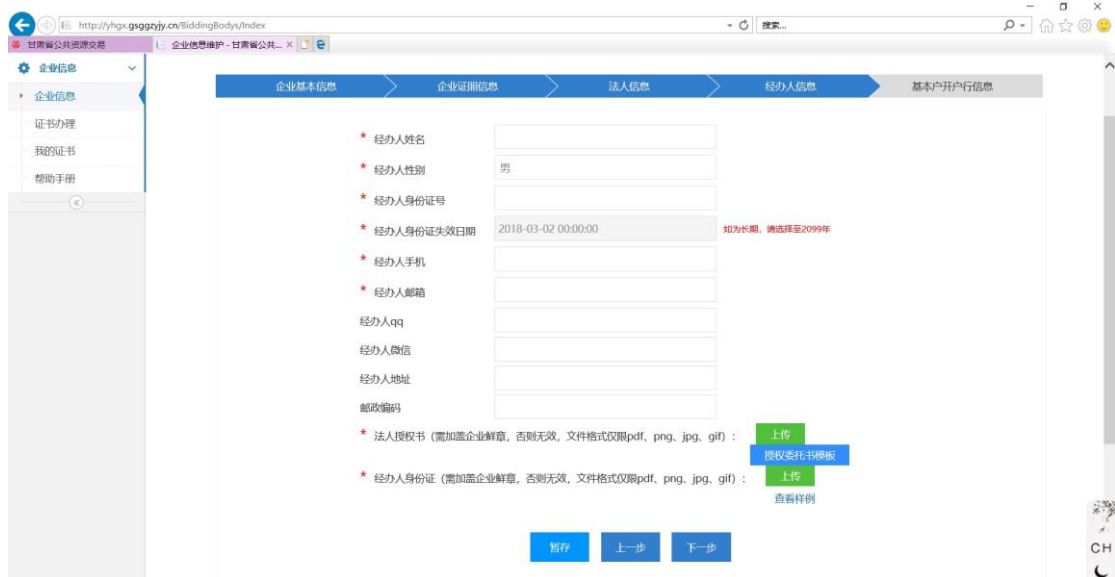 http://yhgx.gsggzyjy.cn/BiddingBodys/Index
搜索...
甘肃省公共资源交易
企业信息维护 - 甘肃省公共...
企业信息
企业信息
证书办理
我的证书
帮助手册
企业基本信息
企业证照信息
法人信息
经办人信息
基本户开户行信息
* 经办人姓名
* 经办人性别 男
* 经办人身份证号
* 经办人身份证失效日期 2018-03-02 00:00:00 如为长期，请选择至2099年
* 经办人手机
* 经办人邮箱
经办人qq
经办人微信
经办人地址
邮政编码
* 法人授权书（需加盖企业鲜章，否则无效，文件格式仅限pdf、png、jpg、gif）： 上传
授权委托书模板
* 经办人身份证（需加盖企业鲜章，否则无效，文件格式仅限pdf、png、jpg、gif）： 上传
查看样例
暂存
上一步
下一步
CH